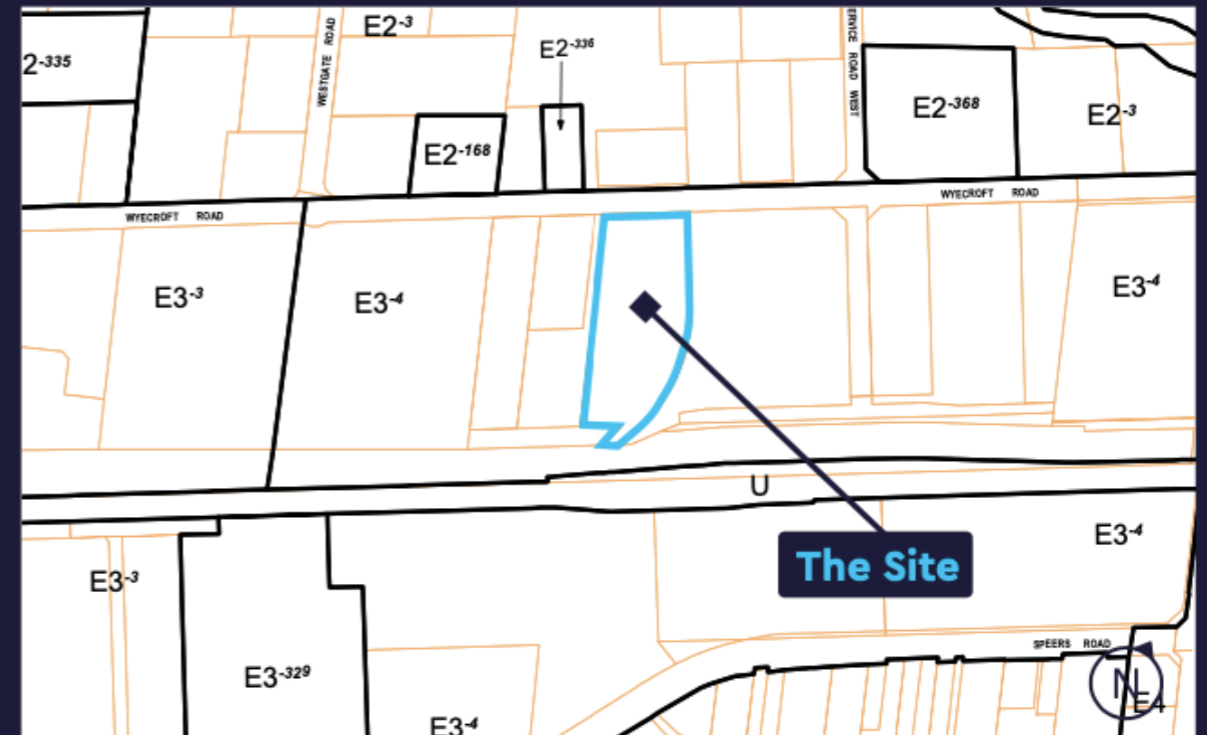 E2-3
2-335
WESTGATE ROAD
E2-336
ERVICE ROAD WEST
E2-368
E2-3
E2-168
WYECROFT ROAD
WYECROFT ROAD
E3-3
E3-4
E3-4
U
E3-4
The Site
E3-3
SPEERS ROAD
E3-329
N
E4
E3-4